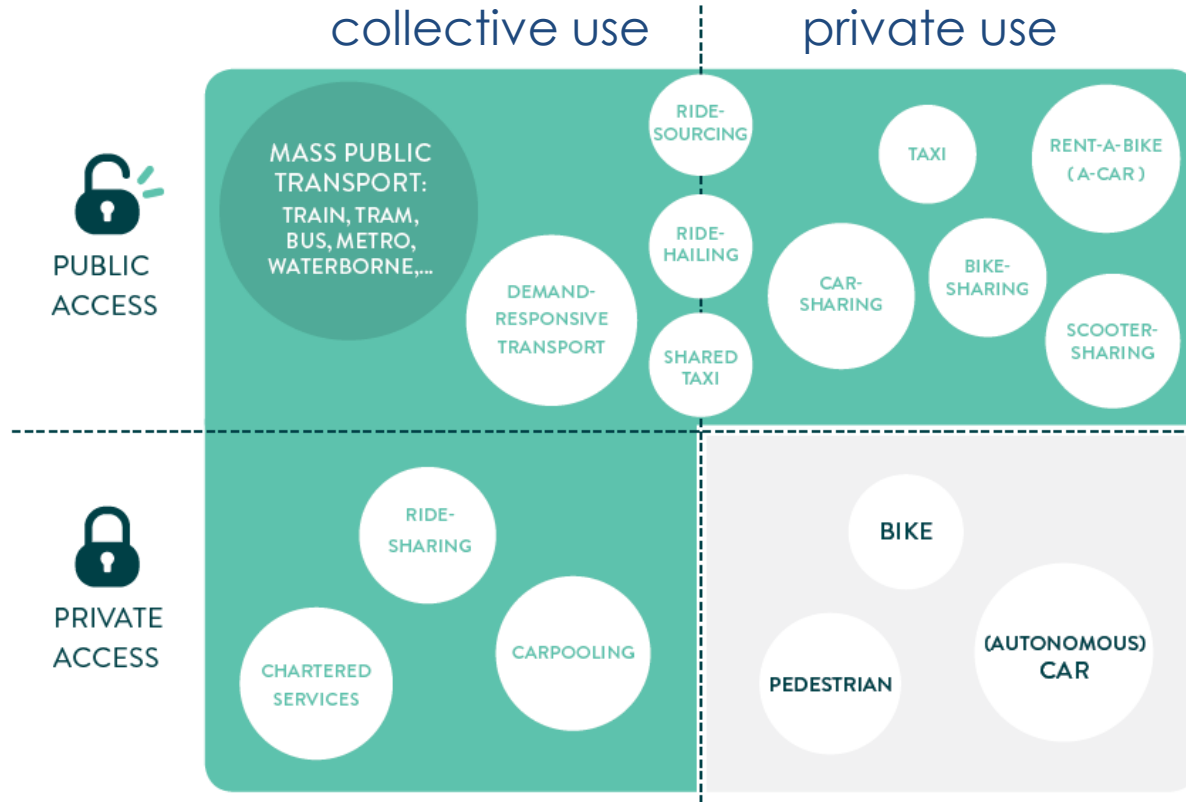 collective use
private use
PUBLIC
ACCESS
MASS PUBLIC
TRANSPORT:
TRAIN, TRAM,
BUS, METRO,
WATERBORNE,...
DEMAND-
RESPONSIVE
TRANSPORT
RIDE-
SOURCING
RIDE-
HAILING
SHARED
TAXI
TAXI
RENT-A-BIKE
( A-CAR )
CAR-
SHARING
BIKE-
SHARING
SCOOTER-
SHARING
PRIVATE
ACCESS
RIDE-
SHARING
CHARTERED
SERVICES
CARPOOLING
BIKE
PEDESTRIAN
(AUTONOMOUS)
CAR